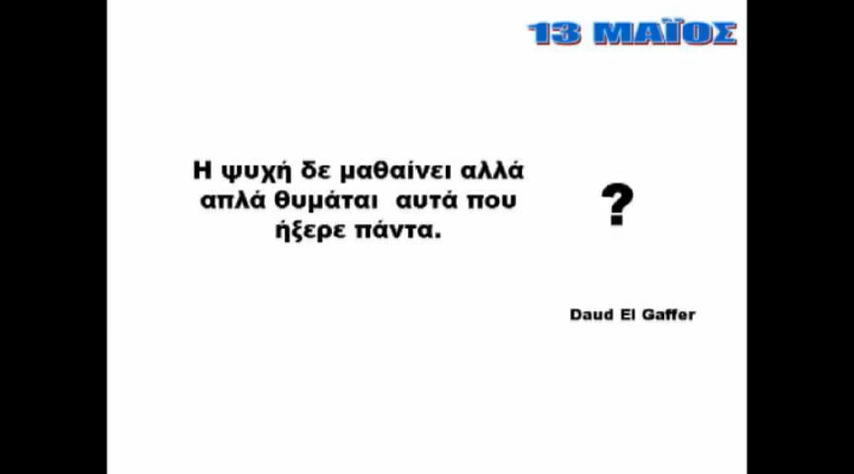 13 ΜΑΪΟΣ
Η ψυχή δε μαθαίνει αλλά
απλά θυμάται αυτά που
ήξερε πάντα.
?
Daud El Gaffer